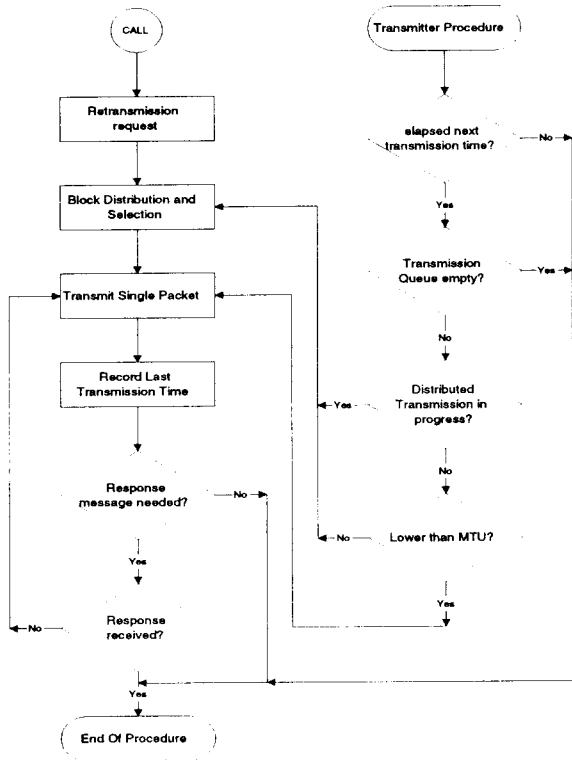 CALL
Retransmission
request
Block Distribution and
Selection
Transmit Single Packet
Record Last
Transmission Time
Response
message needed?
No
Yes
Response
received?
No
Yes
End Of Procedure
Transmitter Procedure
elapsed next
transmission time?
No
Yes
Transmission
Queue empty?
Yes
No
Distributed
Transmission in
progress?
Yes
No
Lower than MTU?
No
Yes